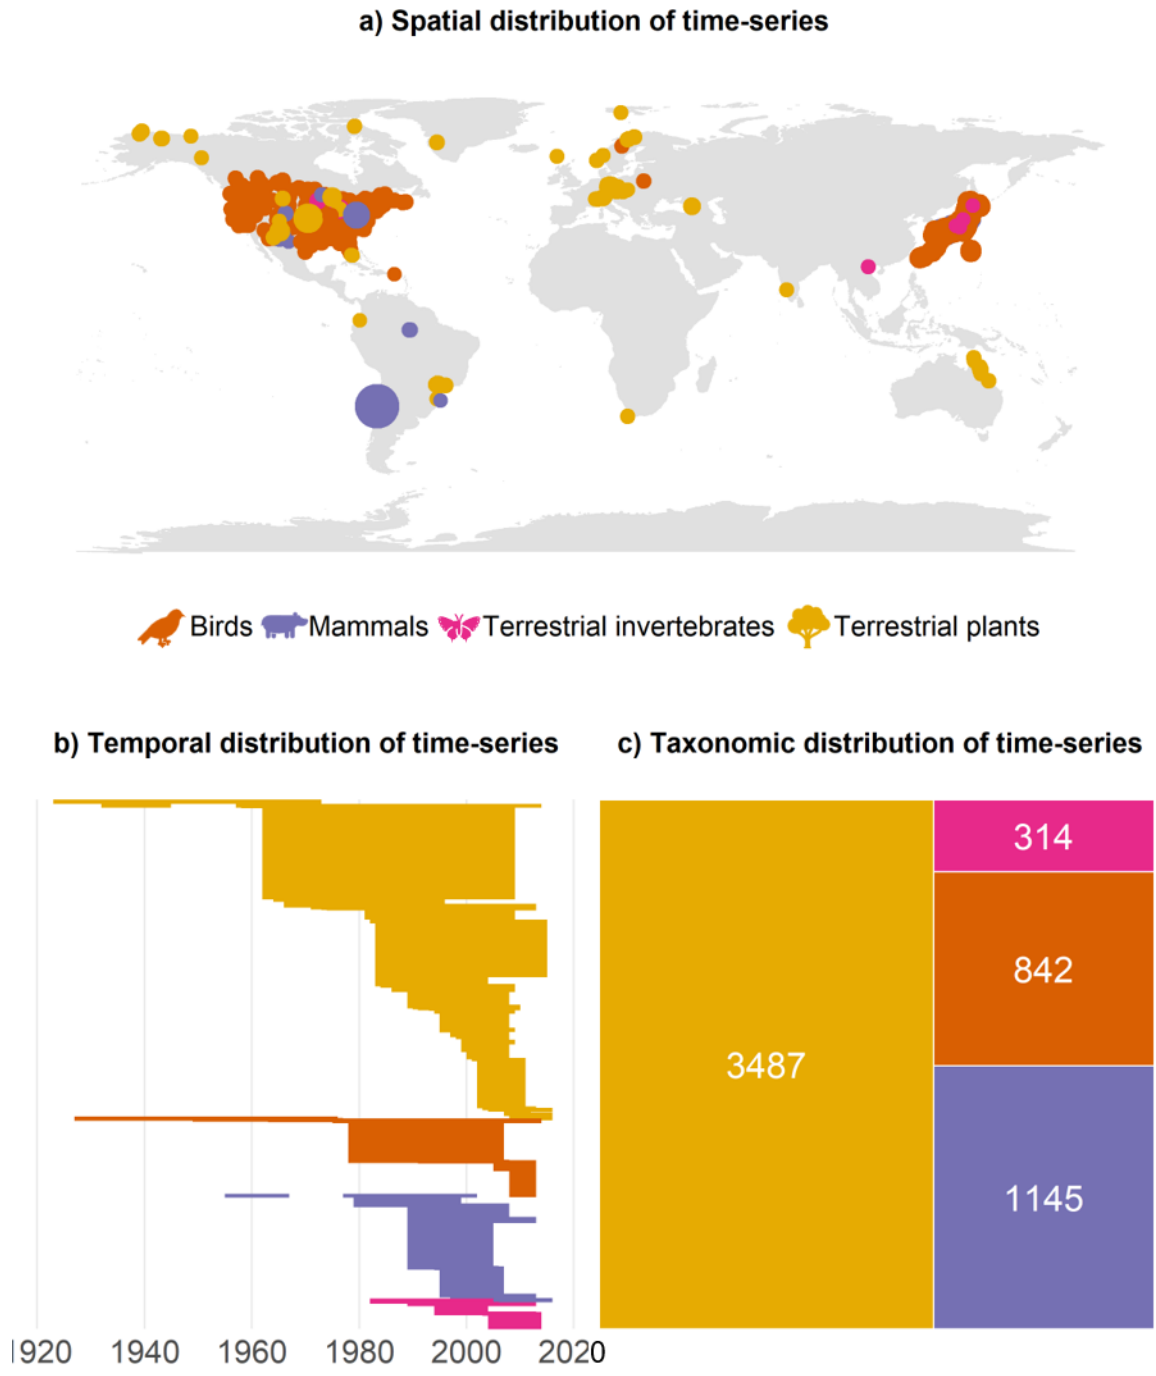 a) Spatial distribution of time-series
Birds Mammals Terrestrial invertebrates Terrestrial plants
b) Temporal distribution of time-series
c) Taxonomic distribution of time-series
314
842
3487
1145
1920 1940 1960 1980 2000 2020